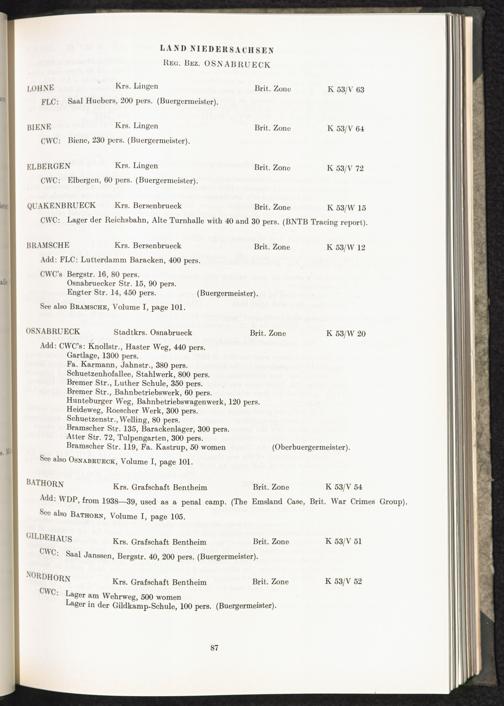 LAND NIEDERSACHSEN
REG. BEZ. OSNABRUECK
LOHNE Krs. Lingen Brit. Zone K 53/V 63
FLC: Saal Huebers, 200 pers. (Buergermeister).
BIENE Krs. Lingen Brit. Zone K 53/V 64
CWC: Biene, 230 pers. (Buergermeister).
ELBERGEN Krs. Lingen Brit. Zone K 53/V 72
CWC: Elbergen, 60 pers. (Buergermeister).
QUAKENBRUECK Krs. Bersenbrueck Brit. Zone K 53/W 15
CWC: Lager der Reichsbahn, Alte Turnhalle with 40 and 30 pers. (BNTB Tracing report).
BRAMSCHE Krs. Bersenbrueck Brit. Zone K 53/W 12
Add: FLC: Lutterdamm Baracken, 400 pers.
CWC's Bergstr. 16, 80 pers.
Osnabruecker Str. 15, 90 pers.
Engter Str. 14, 450 pers. (Buergermeister).
See also BRAMSCHE, Volume I, page 101.
OSNABRUECK Stadtkrs. Osnabrueck Brit. Zone K 53/W 20
Add: CWC's: Knollstr., Haster Weg, 440 pers.
Gartlage, 1300 pers.
Fa. Karmann, Jahnstr., 380 pers.
Schuetzenhofallee, Stahlwerk, 800 pers.
Bremer Str., Luther Schule, 350 pers.
Bremer Str., Bahnbetriebswerk, 60 pers.
Hunteburger Weg, Bahnbetriebswagenwerk, 120 pers.
Heideweg, Roescher Werk, 300 pers.
Schuetzenstr., Welling, 80 pers.
Bramscher Str. 135, Barackenlager, 300 pers.
Atter Str. 72, Tulpengarten, 300 pers.
Bramscher Str. 119, Fa. Kastrup, 50 women (Oberbuergermeister).
See also OSNABRUECK, Volume I, page 101.
BATHORN Krs. Grafschaft Bentheim Brit. Zone K 53/V 54
Add: WDP, from 1938—39, used as a penal camp. (The Emsland Case, Brit. War Crimes Group).
See also BATHORN, Volume I, page 105.
GILDEHAUS Krs. Grafschaft Bentheim Brit. Zone K 53/V 51
CWC: Saal Janssen, Bergstr. 40, 200 pers. (Buergermeister).
NORDHORN Krs. Grafschaft Bentheim Brit. Zone K 53/V 52
CWC: Lager am Wehrweg, 500 women
Lager in der Gildkamp-Schule, 100 pers. (Buergermeister).
87